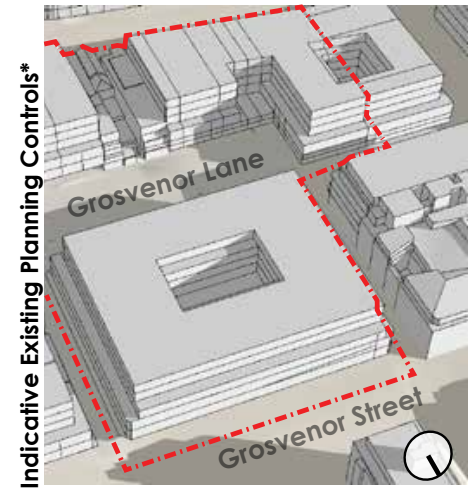 Indicative Existing Planning Controls*
Grosvenor Lane
Grosvenor Street